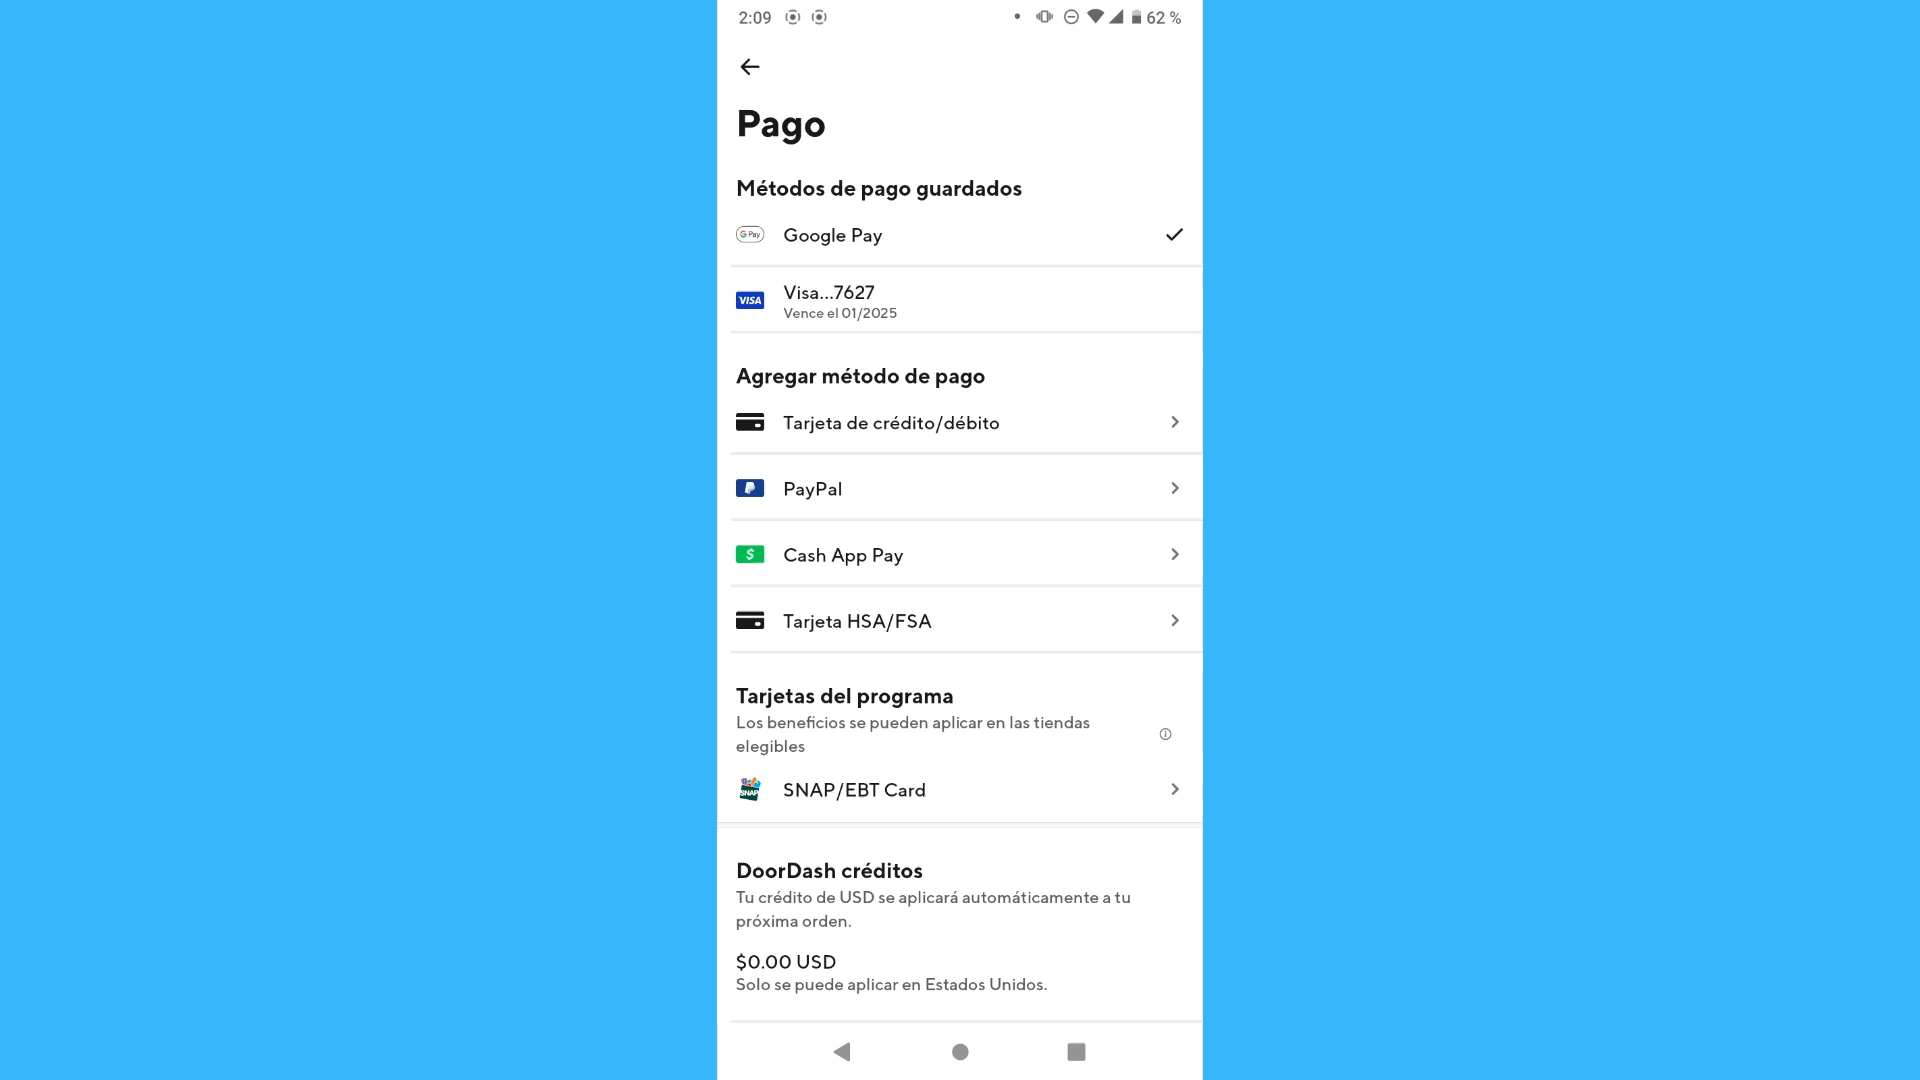 2:09
62 %
Pago
Métodos de pago guardados
G Pay
Google Pay
VISA
Visa...7627
Vence el 01/2025
Agregar método de pago
Tarjeta de crédito/débito
PayPal
$
Cash App Pay
Tarjeta HSA/FSA
Tarjetas del programa
Los beneficios se pueden aplicar en las tiendas
elegibles
SNAP
SNAP/EBT Card
DoorDash créditos
Tu crédito de USD se aplicará automáticamente a tu
próxima orden.
$0.00 USD
Solo se puede aplicar en Estados Unidos.